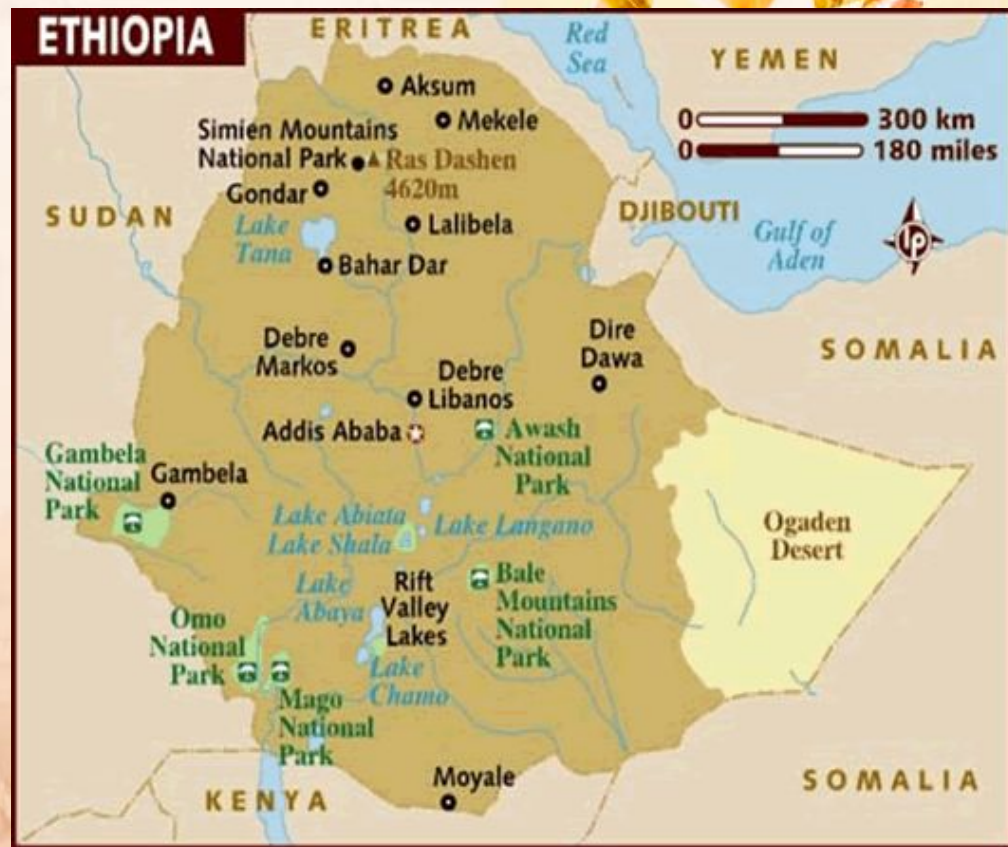 ETHIOPIA
ERITREA
Red
Sea
YEMEN
Aksum
Mekele
0 300 km
0 180 miles
Simien Mountains
National Park
Ras Dashen
4620m
Gondar
SUDAN
Lake
Tana
Lalibela
DJIBOUTI
Gulf of
Aden
lp
Bahar Dar
Debre
Markos
Dire
Dawa
SOMALIA
Debre
Libanos
Addis Ababa
Awash
National
Park
Gambela
National
Park
Gambela
Lake Abiata
Lake Shala
Lake Langano
Ogaden
Desert
Lake
Abaya
Rift
Valley
Lakes
Bale
Mountains
National
Park
Omo
National
Park
Lake
Chamo
Mago
National
Park
Moyale
KENYA
SOMALIA